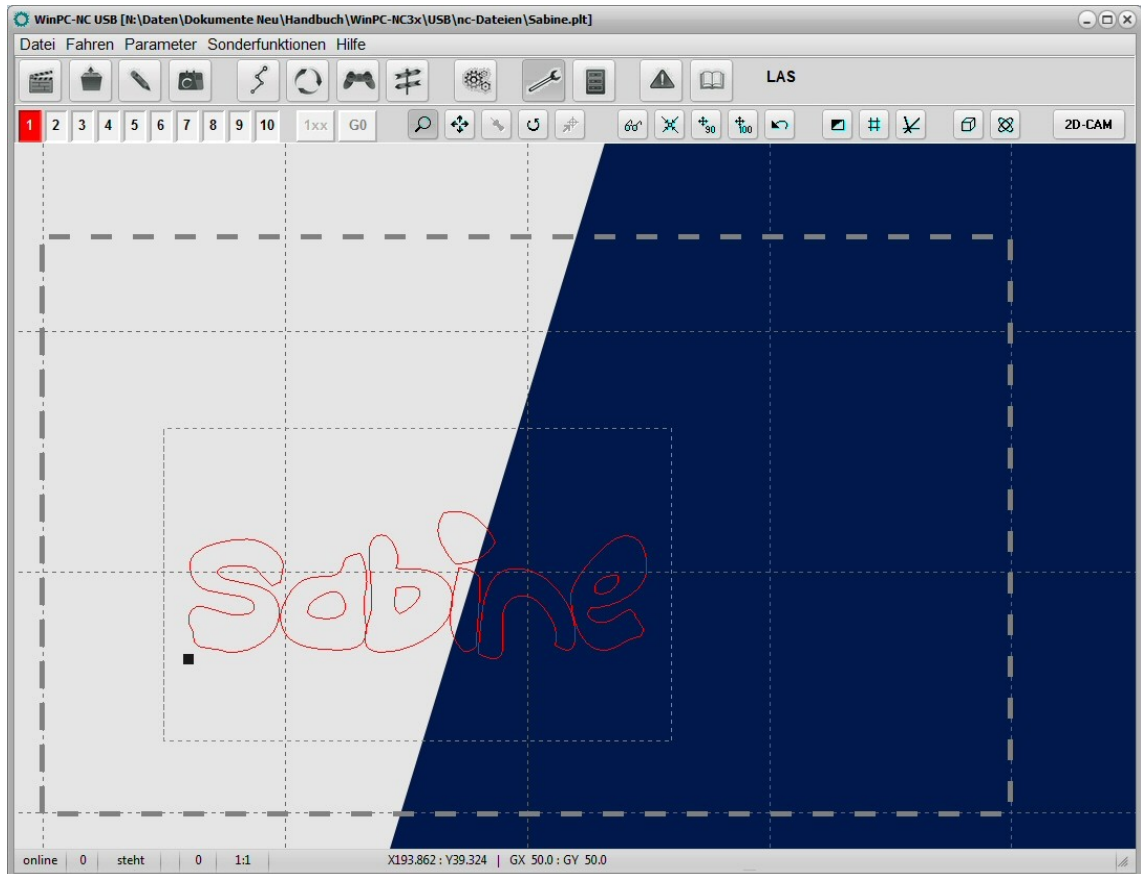 WinPC-NC USB [N:\Daten\Dokumente Neu\Handbuch\WinPC-NC3x\USB\nc-Dateien\Sabine.plt]
Datei Fahren Parameter Sonderfunktionen Hilfe
LAS
1 2 3 4 5 6 7 8 9 10 1xx G0 90 100 2D-CAM
Sabine
online 0 steht 0 1:1 X193.862 : Y39.324 | GX 50.0 : GY 50.0